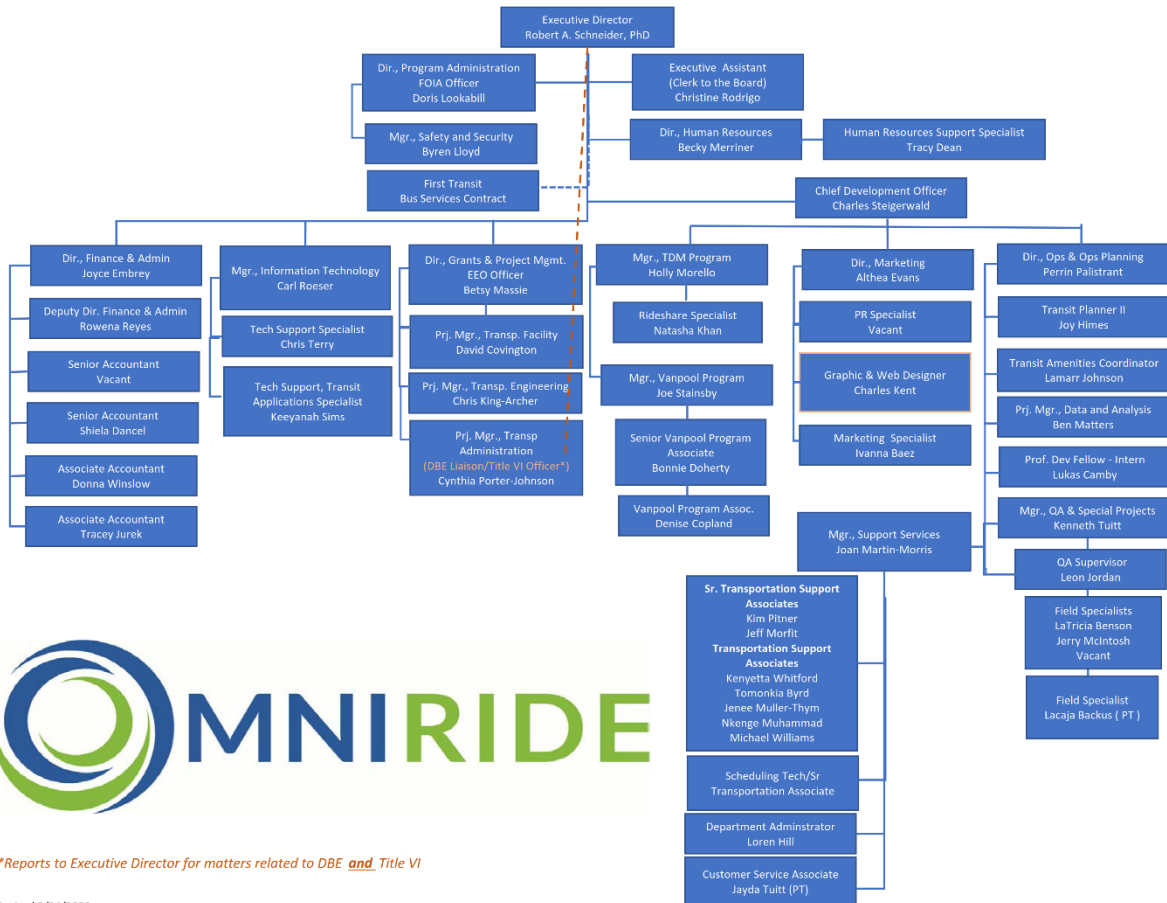 Executive Director
Robert A. Schneider, PhD
Dir., Program Administration
FOIA Officer
Doris Lookabill
Executive Assistant
(Clerk to the Board)
Christine Rodrigo
Mgr., Safety and Security
Byren Lloyd
Dir., Human Resources
Becky Merriner
Human Resources Support Specialist
Tracy Dean
First Transit
Bus Services Contract
Chief Development Officer
Charles Steigerwald
Dir., Finance & Admin
Joyce Embrey
Deputy Dir. Finance & Admin
Rowena Reyes
Senior Accountant
Vacant
Senior Accountant
Shiela Dancel
Associate Accountant
Donna Winslow
Associate Accountant
Tracey Jurek
Mgr., Information Technology
Carl Roeser
Tech Support Specialist
Chris Terry
Tech Support, Transit
Applications Specialist
Keeyanah Sims
Dir., Grants & Project Mgmt.
EEO Officer
Betsy Massie
Prj. Mgr., Transp. Facility
David Covington
Prj. Mgr., Transp. Engineering
Chris King-Archer
Prj. Mgr., Transp
Administration
(DBE Liaison/Title VI Officer*)
Cynthia Porter-Johnson
Mgr., TDM Program
Holly Morello
Rideshare Specialist
Natasha Khan
Mgr., Vanpool Program
Joe Stainsby
Senior Vanpool Program
Associate
Bonnie Doherty
Vanpool Program Assoc.
Denise Copland
Dir., Marketing
Althea Evans
PR Specialist
Vacant
Graphic & Web Designer
Charles Kent
Marketing Specialist
Ivanna Baez
Dir., Ops & Ops Planning
Perrin Palistrant
Transit Planner II
Joy Himes
Transit Amenities Coordinator
Lamarr Johnson
Prj. Mgr., Data and Analysis
Ben Matters
Prof. Dev Fellow - Intern
Lukas Camby
Mgr., QA & Special Projects
Kenneth Tuitt
QA Supervisor
Leon Jordan
Field Specialists
LaTricia Benson
Jerry McIntosh
Vacant
Field Specialist
Lacaja Backus ( PT )
Mgr., Support Services
Joan Martin-Morris
Sr. Transportation Support
Associates
Kim Pitner
Jeff Morfit
Transportation Support
Associates
Kenyetta Whitford
Tomonkia Byrd
Jenee Muller-Thym
Nkenge Muhammad
Michael Williams
Scheduling Tech/Sr
Transportation Associate
Department Adminstrator
Loren Hill
Customer Service Associate
Jayda Tuitt (PT)
OMNIRIDE
*Reports to Executive Director for matters related to DBE and Title VI